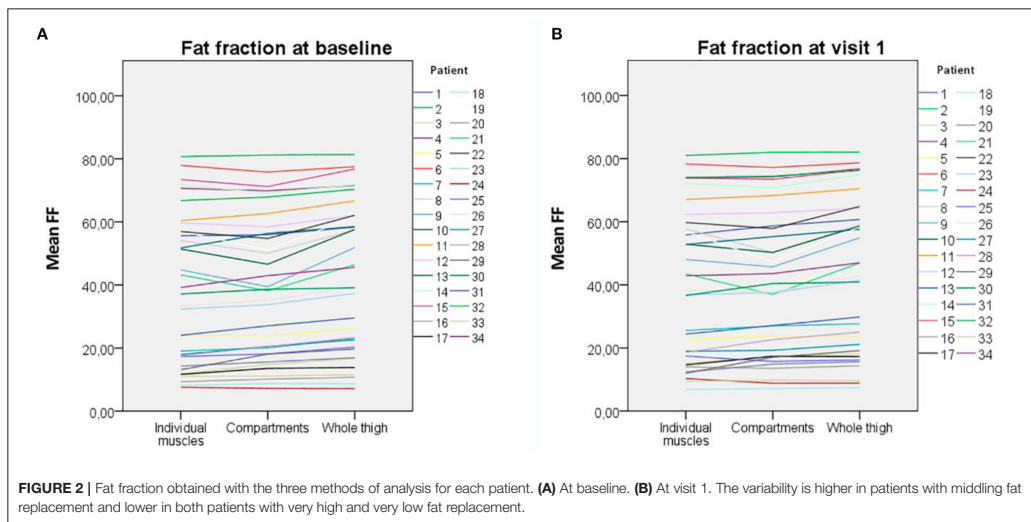 A
Fat fraction at baseline
Mean FF
100,00
80,00
60,00
40,00
20,00
0,00
Individual muscles
Compartments
Whole thigh
Patient
1 18
2 19
3 20
4 21
5 22
6 23
7 24
8 25
9 26
10 27
11 28
12 29
13 30
14 31
15 32
16 33
17 34
B
Fat fraction at visit 1
Mean FF
100,00
80,00
60,00
40,00
20,00
0,00
Individual muscles
Compartments
Whole thigh
Patient
1 18
2 19
3 20
4 21
5 22
6 23
7 24
8 25
9 26
10 27
11 28
12 29
13 30
14 31
15 32
16 33
17 34
FIGURE 2 | Fat fraction obtained with the three methods of analysis for each patient. (A) At baseline. (B) At visit 1. The variability is higher in patients with middling fat
replacement and lower in both patients with very high and very low fat replacement.